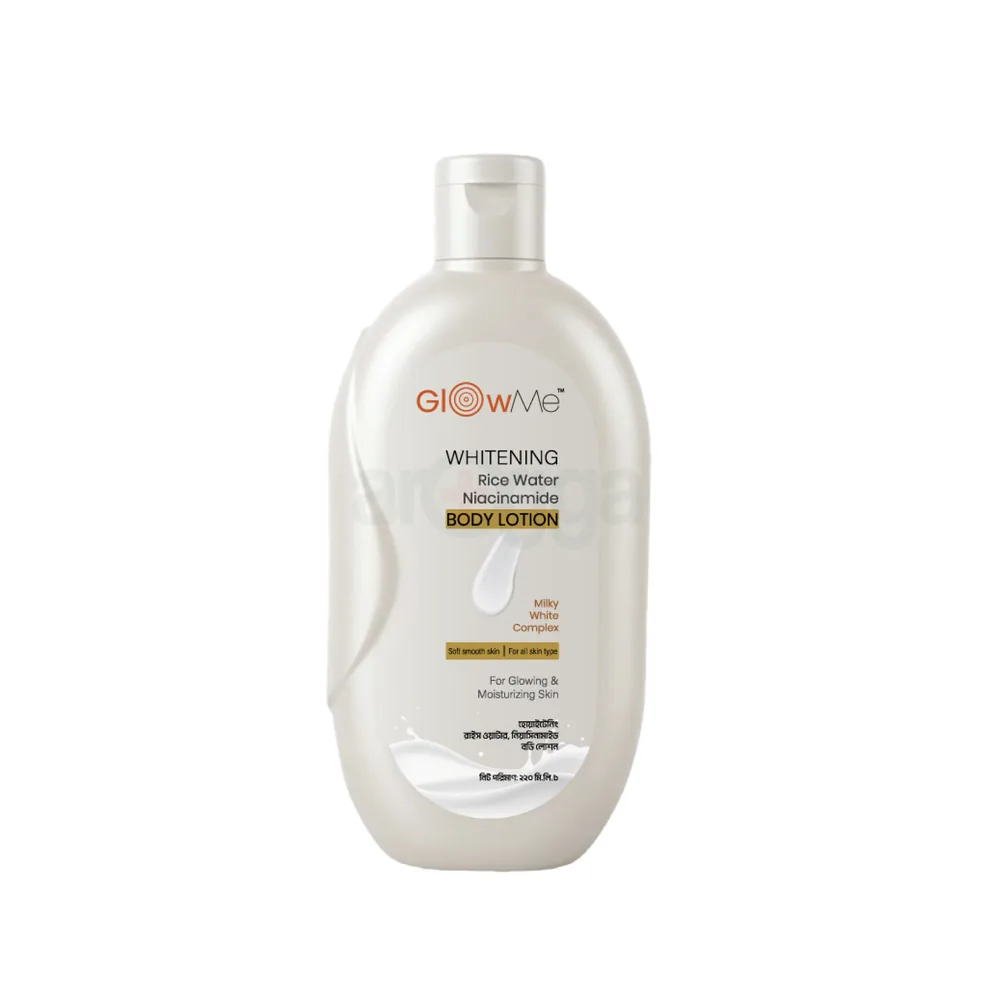 GlowMe™
WHITENING
Rice Water
Niacinamide
BODY LOTION
Milky
White
Complex
Soft smooth skin | For all skin type
For Glowing &
Moisturizing Skin
হোয়াইটেনিং
রাইস ওয়াটার, নিয়াসিনামাইড
বডি লোশন
নিট পরিমাণ: ২২০ মি.লি.৳
arogga